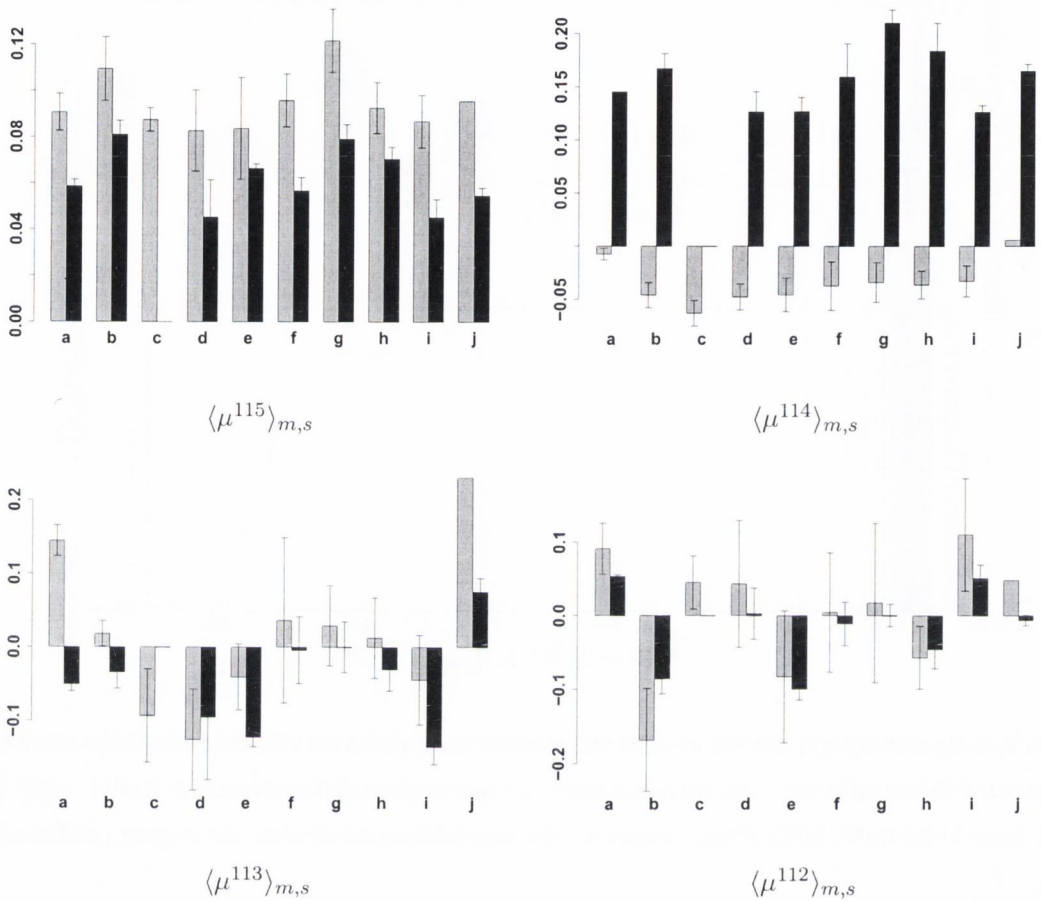 0.12
0.08
0.04
0.00
a b c d e f g h i j
⟨μ^{115}⟩_{m,s}
0.20
0.15
0.10
0.05
−0.05
a b c d e f g h i j
⟨μ^{114}⟩_{m,s}
0.2
0.1
0.0
−0.1
a b c d e f g h i j
⟨μ^{113}⟩_{m,s}
0.1
0.0
−0.1
−0.2
a b c d e f g h i j
⟨μ^{112}⟩_{m,s}